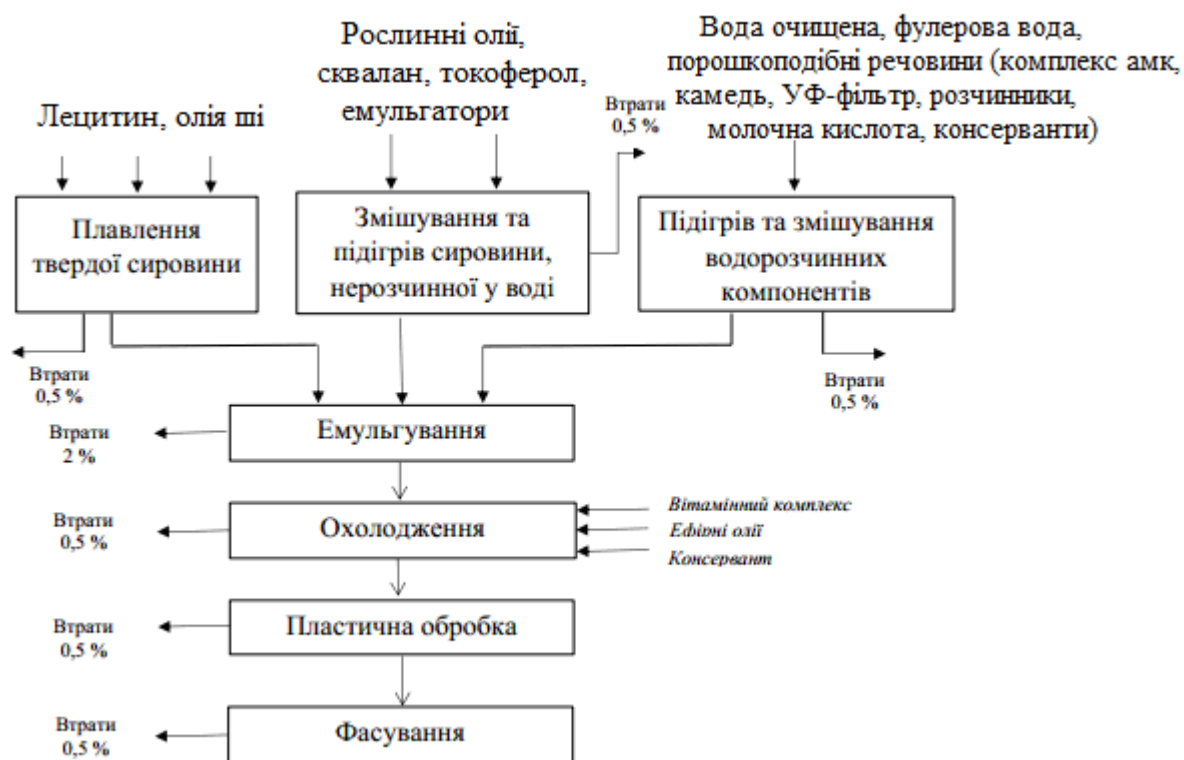 Лецитин, олія ші
Рослинні олії,
сквалан, токоферол,
емульгатори
Втрати
0,5 %
Вода очищена, фулерова вода,
порошкоподібні речовини (комплекс амк,
камедь, УФ-фільтр, розчинники,
молочна кислота, консерванти)
Плавлення
твердої сировини
Змішування та
підігрів сировини,
нерозчинної у воді
Підігрів та змішування
водорозчинних
компонентів
Втрати
0,5 %
Втрати
0,5 %
Емульгування
Втрати
2 %
Охолодження
Втрати
0,5 %
Вітамінний комплекс
Ефірні олії
Консервант
Пластична обробка
Втрати
0,5 %
Фасування
Втрати
0,5 %